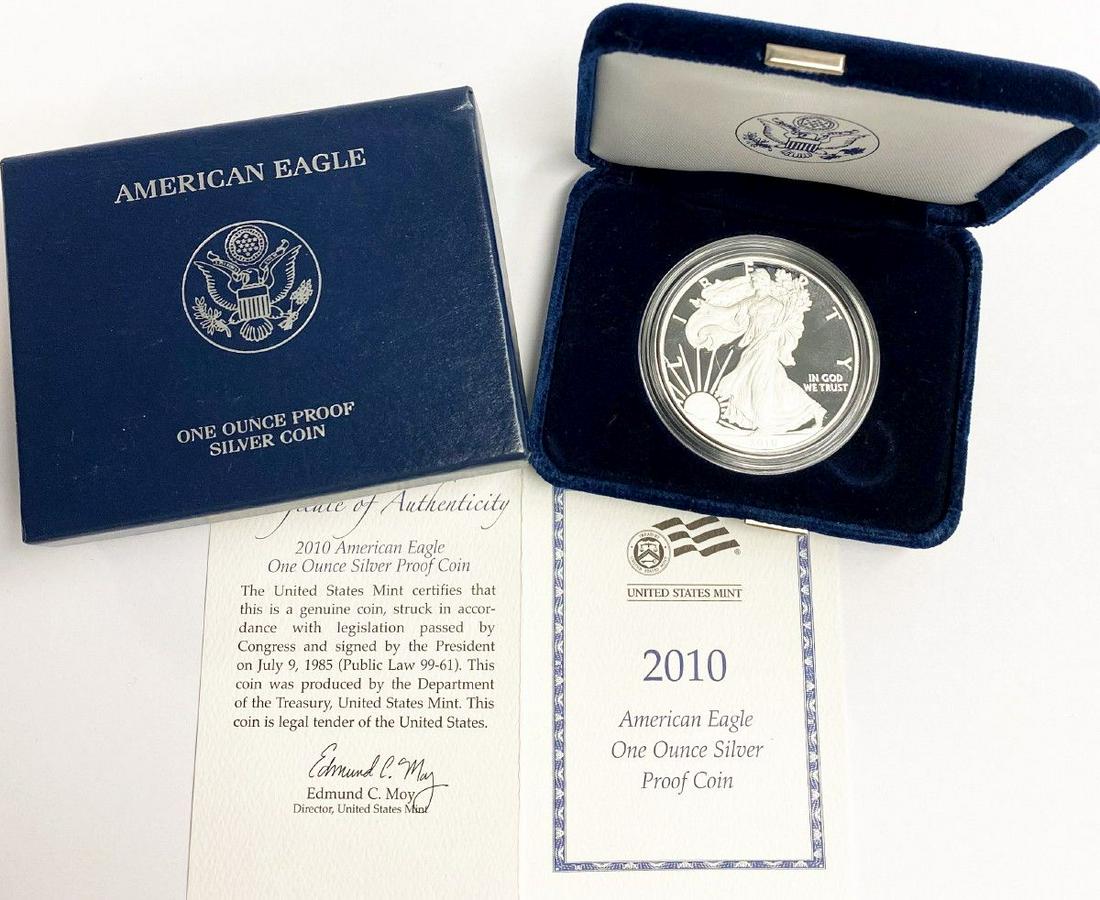 AMERICAN EAGLE
ONE OUNCE PROOF
SILVER COIN
LIBERTY
IN GOD
WE TRUST
2010
of Authenticity
2010 American Eagle
One Ounce Silver Proof Coin
The United States Mint certifies that
this is a genuine coin, struck in accor-
dance with legislation passed by
Congress and signed by the President
on July 9, 1985 (Public Law 99-61). This
coin was produced by the Department
of the Treasury, United States Mint. This
coin is legal tender of the United States.
Edmund C. Moy
Edmund C. Moy
Director, United States Mint
UNITED STATES MINT
2010
American Eagle
One Ounce Silver
Proof Coin